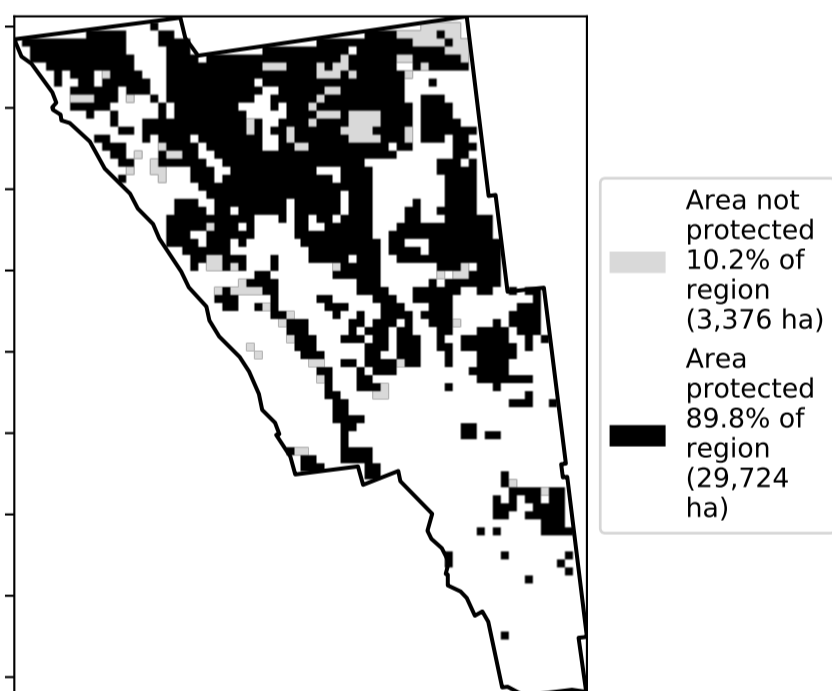 Area not
protected
10.2% of
region
(3,376 ha)
Area
protected
89.8% of
region
(29,724
ha)